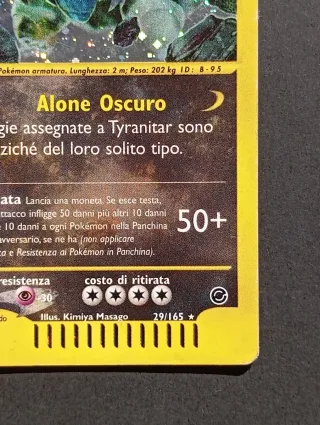 Pokémon armatura. Lunghezza: 2 m; Peso: 202 kg ID: B-95
Alone Oscuro
gie assegnate a Tyranitar sono
ziché del loro solito tipo.
ata Lancia una moneta. Se esce testa,
ttacco infligge 50 danni più altri 10 danni
e 10 danni a ogni Pokémon nella Panchina
avversario, se ne ha (non applicare
a e Resistenza ai Pokémon in Panchina).
50+
resistenza costo di ritirata
-30
do Illus. Kimiya Masago 29/165 ★